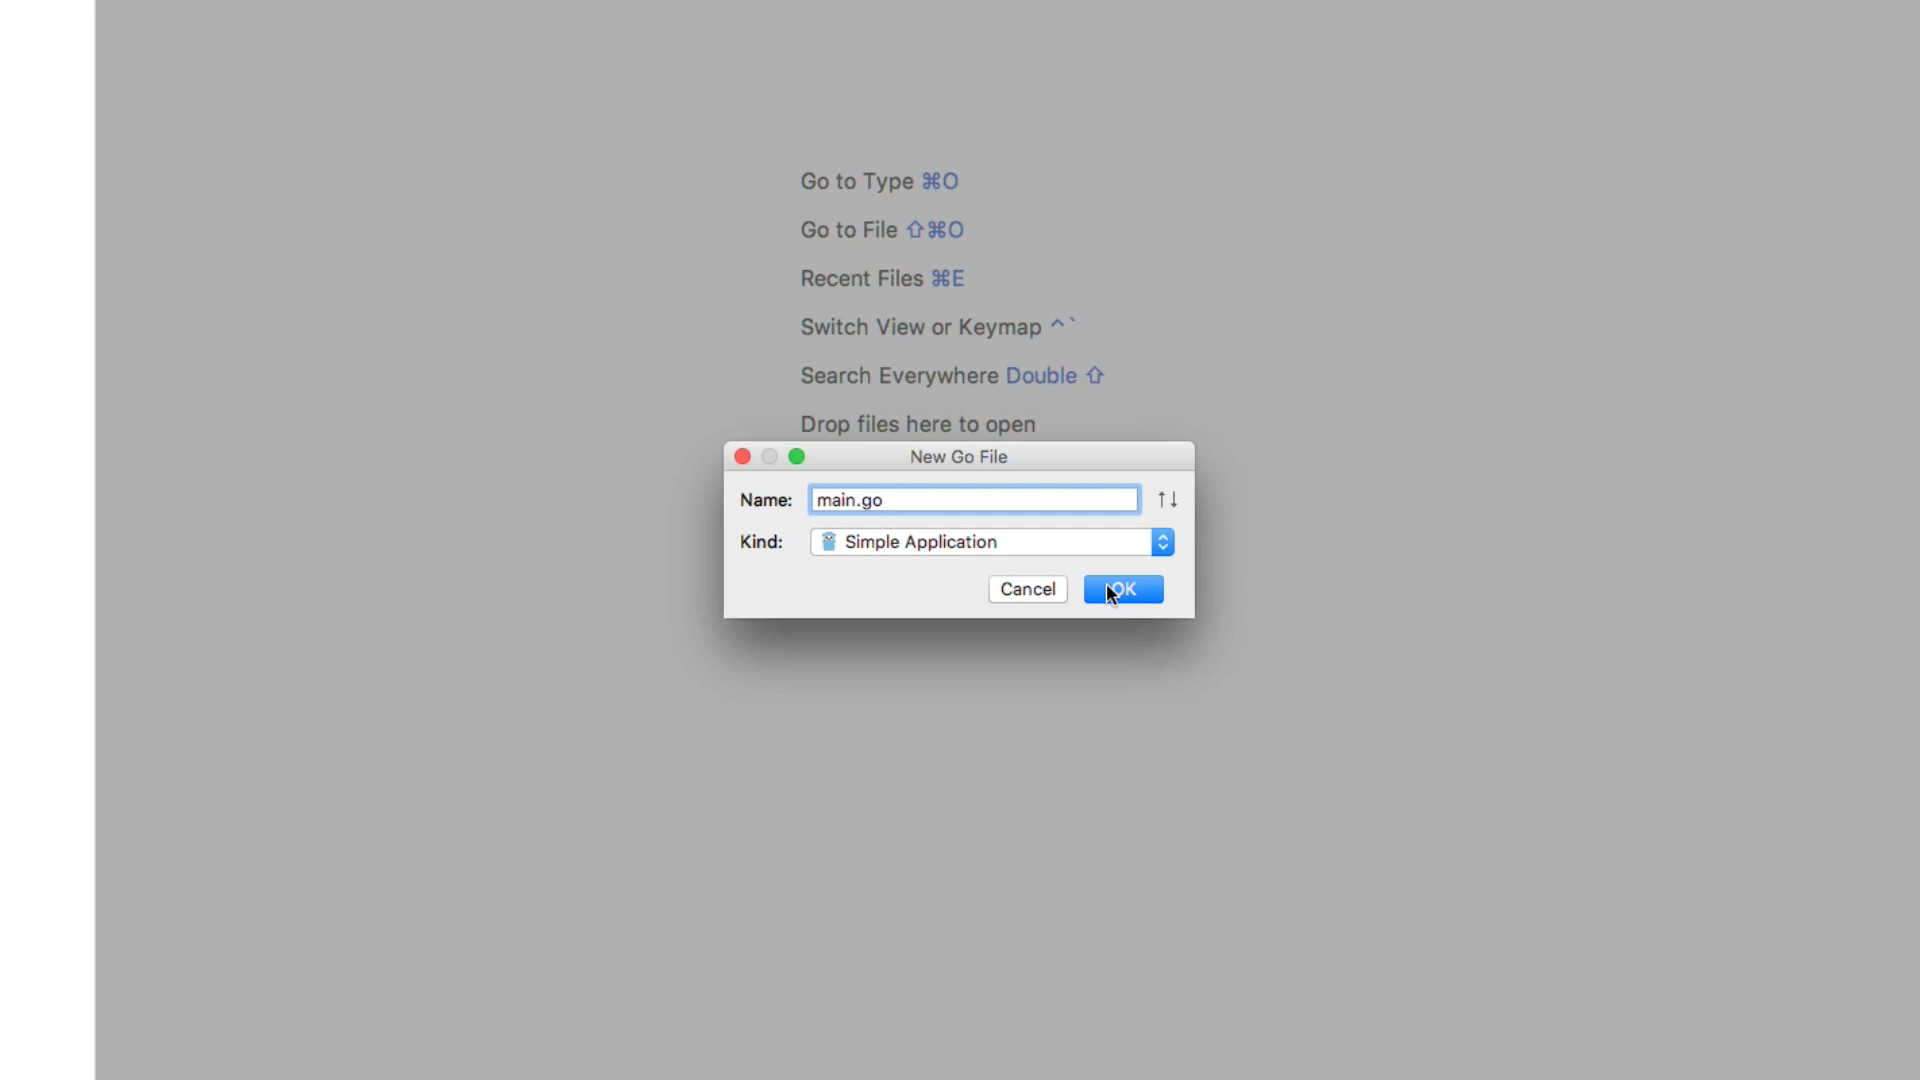 Go to Type ⌘O
Go to File ⇧⌘O
Recent Files ⌘E
Switch View or Keymap ^`
Search Everywhere Double ⇧
Drop files here to open
New Go File
Name: main.go ↑↓
Kind: Simple Application
Cancel OK